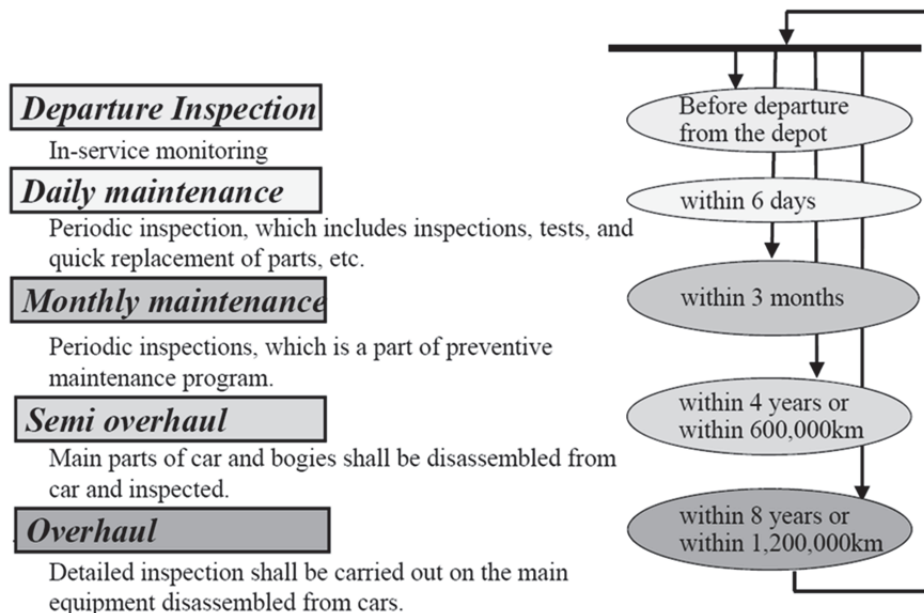 Departure Inspection
In-service monitoring
Daily maintenance
Periodic inspection, which includes inspections, tests, and
quick replacement of parts, etc.
Monthly maintenance
Periodic inspections, which is a part of preventive
maintenance program.
Semi overhaul
Main parts of car and bogies shall be disassembled from
car and inspected.
Overhaul
Detailed inspection shall be carried out on the main
equipment disassembled from cars.
Before departure
from the depot
within 6 days
within 3 months
within 4 years or
within 600,000km
within 8 years or
within 1,200,000km